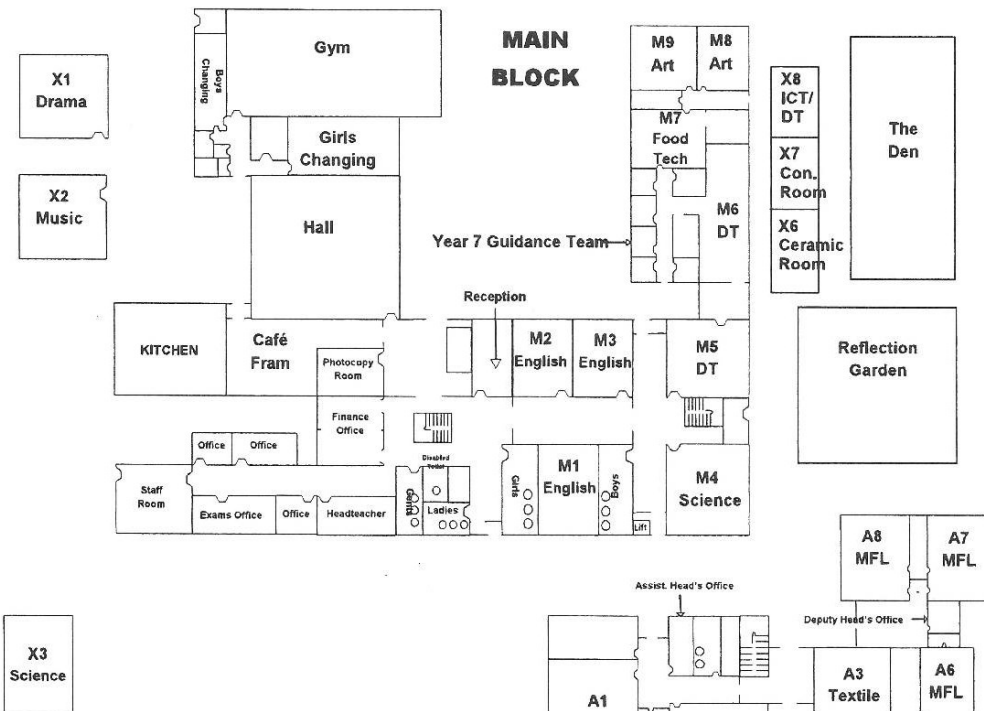 MAIN
BLOCK
Gym
Boys
Changing
Girls
Changing
Hall
X1
Drama
X2
Music
M9
Art
M8
Art
M7
Food
Tech
M6
DT
X8
ICT/
DT
X7
Con.
Room
X6
Ceramic
Room
The
Den
Year 7 Guidance Team
Reception
KITCHEN
Café
Fram
Photocopy
Room
Finance
Office
M2
English
M3
English
M5
DT
Reflection
Garden
Office
Office
Staff
Room
Exams Office
Office
Headteacher
Disabled
Toilet
Gents
Ladies
Girls
M1
English
Boys
Lift
M4
Science
A8
MFL
A7
MFL
Assist. Head's Office
Deputy Head's Office
X3
Science
A1
A3
Textile
A6
MFL